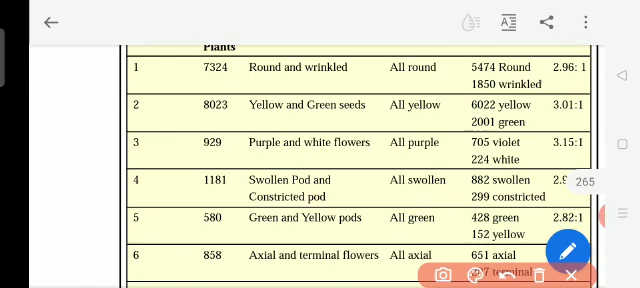 Plants
1 7324 Round and wrinkled All round 5474 Round 2.96: 1
1850 wrinkled
2 8023 Yellow and Green seeds All yellow 6022 yellow 3.01:1
2001 green
3 929 Purple and white flowers All purple 705 violet 3.15:1
224 white
4 1181 Swollen Pod and All swollen 882 swollen 265
Constricted pod 299 constricted
5 580 Green and Yellow pods All green 428 green 2.82:1
152 yellow
6 858 Axial and terminal flowers All axial 651 axial
terminal